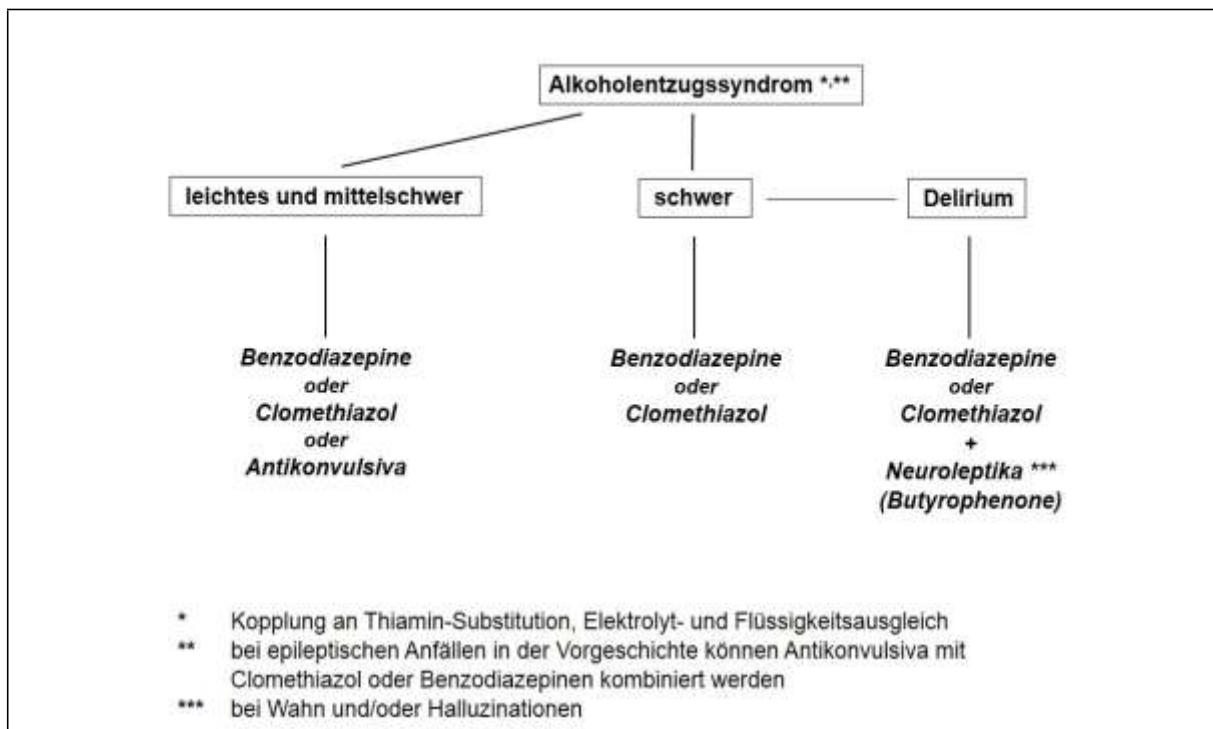 Alkoholentzugssyndrom *,**
leichtes und mittelschwer
schwer
Delirium
Benzodiazepine
oder
Clomethiazol
oder
Antikonvulsiva
Benzodiazepine
oder
Clomethiazol
Benzodiazepine
oder
Clomethiazol
+
Neuroleptika ***
(Butyrophenone)
* Kopplung an Thiamin-Substitution, Elektrolyt- und Flüssigkeitsausgleich
** bei epileptischen Anfällen in der Vorgeschichte können Antikonvulsiva mit
Clomethiazol oder Benzodiazepinen kombiniert werden
*** bei Wahn und/oder Halluzinationen